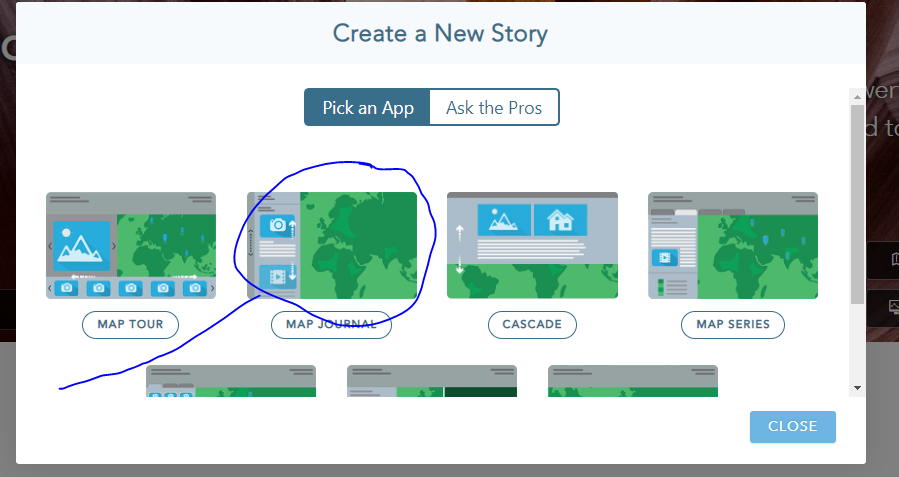 Create a New Story
Pick an App
Ask the Pros
MAP TOUR
MAP JOURNAL
CASCADE
MAP SERIES
CLOSE